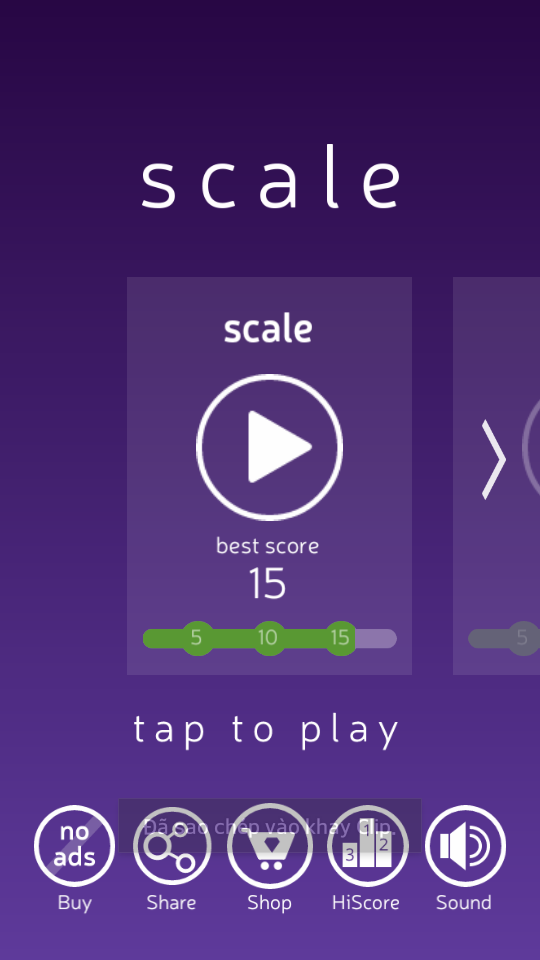 scale
scale
best score
15
5 10 15
5
tap to play
Đã sao chép vào khay Clip.
no
ads
1
2
3
Buy Share Shop HiScore Sound